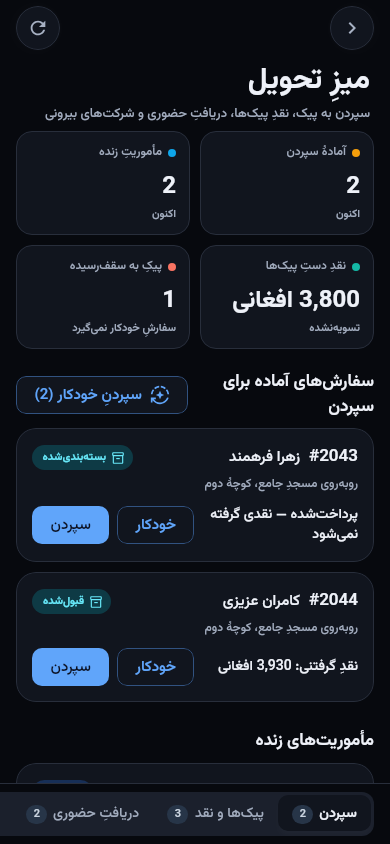 میزِ تحویل
سپردن به پیک، نقدِ پیک‌ها، دریافتِ حضوری و شرکت‌های بیرونی
آمادهٔ سپردن
2
اکنون
مأموریتِ زنده
2
اکنون
نقدِ دستِ پیک‌ها
3,800 افغانی
تسویه‌نشده
پیکِ به سقف‌رسیده
1
سفارشِ خودکار نمی‌گیرد
سفارش‌های آماده برای
سپردن
سپردنِ خودکار (2)
#2043 زهرا فرهمند
بسته‌بندی‌شده
روبه‌روی مسجدِ جامع، کوچهٔ دوم
پرداخت‌شده — نقدی گرفته
نمی‌شود
خودکار
سپردن
#2044 کامران عزیزی
قبول‌شده
روبه‌روی مسجدِ جامع، کوچهٔ دوم
نقدِ گرفتنی: 3,930 افغانی
خودکار
سپردن
مأموریت‌های زنده
سپردن 2
پیک‌ها و نقد 3
دریافتِ حضوری 2